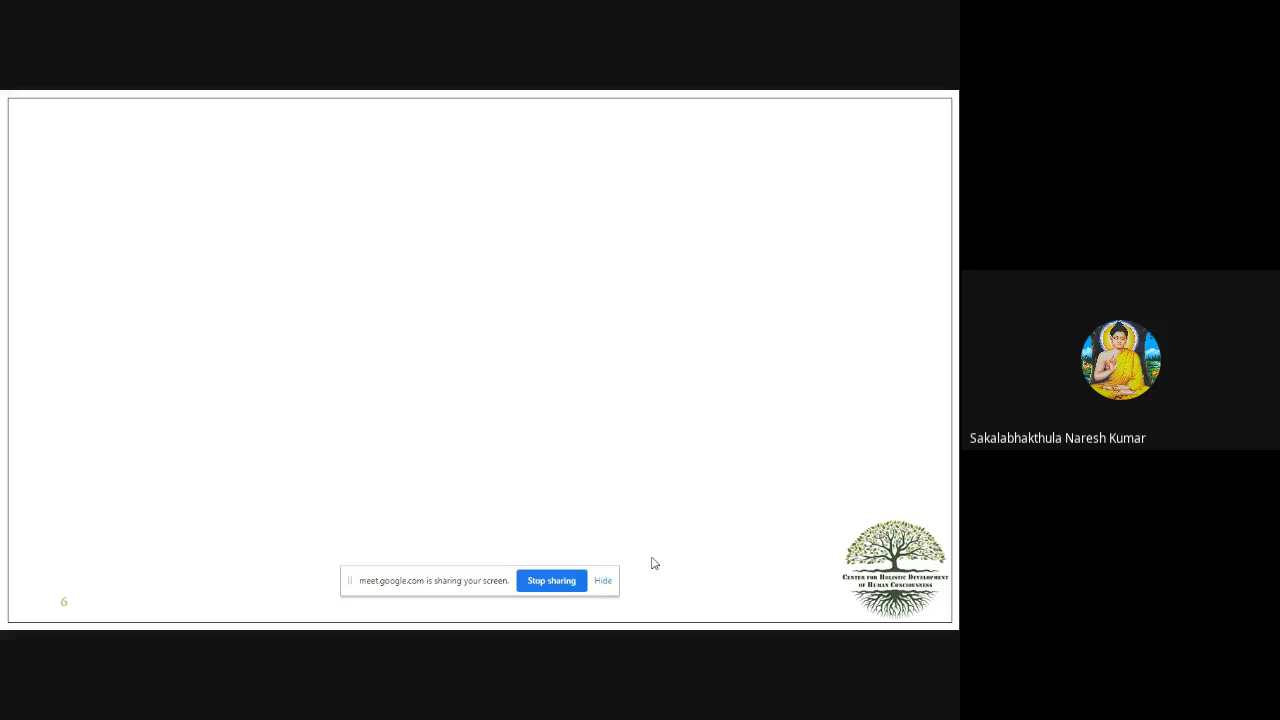 meet.google.com is sharing your screen. Stop sharing Hide
6
CENTER FOR HOLISTIC DEVELOPMENT
OF HUMAN CONCIOUSNESS
Sakalabhakthula Naresh Kumar